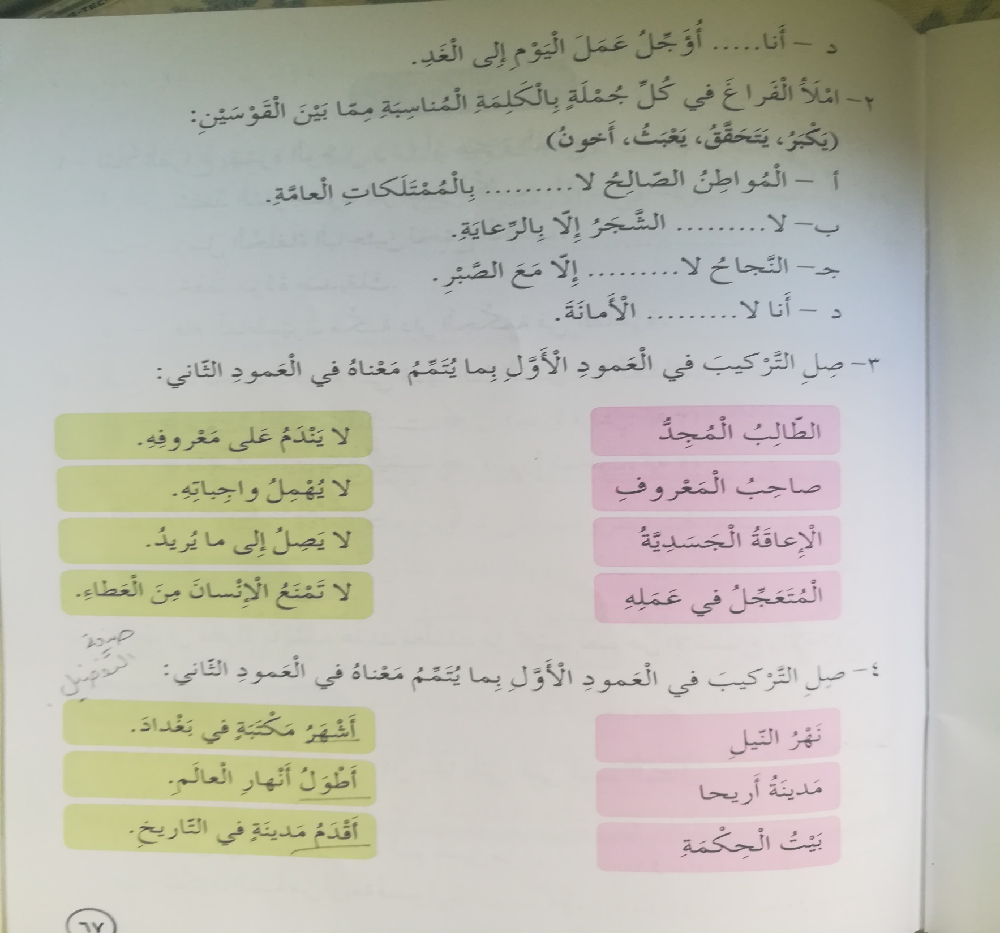 R-TEC
د - أَنا ..... أُؤَجِّلُ عَمَلَ الْيَوْمِ إِلى الْغَدِ.
٢- امْلَأْ الْفَراغَ في كُلِّ جُمْلَةٍ بِالْكَلِمَةِ الْمُناسِبَةِ مِمّا بَيْنَ الْقَوْسَيْنِ:
(يَكْبَرُ، يَتَحَقَّقُ، يَعْبَثُ، أَخونُ)
أ - الْمُواطِنُ الصّالِحُ لا ......... بِالْمُمْتَلَكاتِ الْعامَّةِ.
ب- لا ......... الشَّجَرُ إِلّا بِالرِّعايَةِ.
جـ- النَّجاحُ لا ......... إِلّا مَعَ الصَّبْرِ.
د - أَنا لا ......... الْأَمانَةَ.
٣- صِلِ التَّرْكيبَ في الْعَمودِ الْأَوَّلِ بِما يُتَمِّمُ مَعْناهُ في الْعَمودِ الثّاني:
الطّالِبُ الْمُجِدُّ
لا يَنْدَمُ عَلى مَعْروفِهِ.
صاحِبُ الْمَعْروفِ
لا يُهْمِلُ واجِباتِهِ.
الْإِعاقَةُ الْجَسَدِيَّةُ
لا يَصِلُ إِلى ما يُريدُ.
الْمُتَعَجِّلُ في عَمَلِهِ
لا تَمْنَعُ الْإِنْسانَ مِنَ الْعَطاءِ.
صيغة
التفضيل
٤- صِلِ التَّرْكيبَ في الْعَمودِ الْأَوَّلِ بِما يُتَمِّمُ مَعْناهُ في الْعَمودِ الثّاني:
نَهْرُ النّيلِ
أَشْهَرُ مَكْتَبَةٍ في بَغْدادَ.
مَدينَةُ أَريحا
أَطْوَلُ أَنْهارِ الْعالَمِ.
بَيْتُ الْحِكْمَةِ
أَقْدَمُ مَدينَةٍ في التّاريخِ.
٦٧